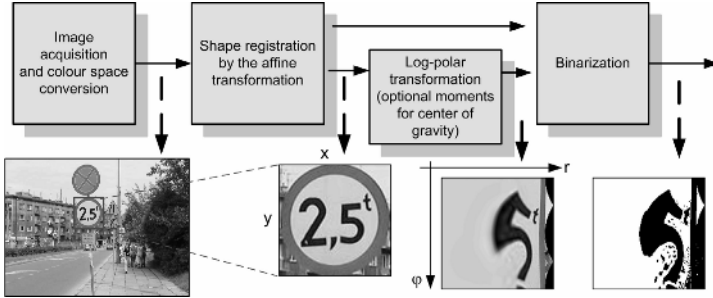 Image
acquisition
and colour space
conversion
Shape registration
by the affine
transformation
Log-polar
transformation
(optional moments
for center of
gravity)
Binarization
x
y
r
φ
2,5t
2,5t
t